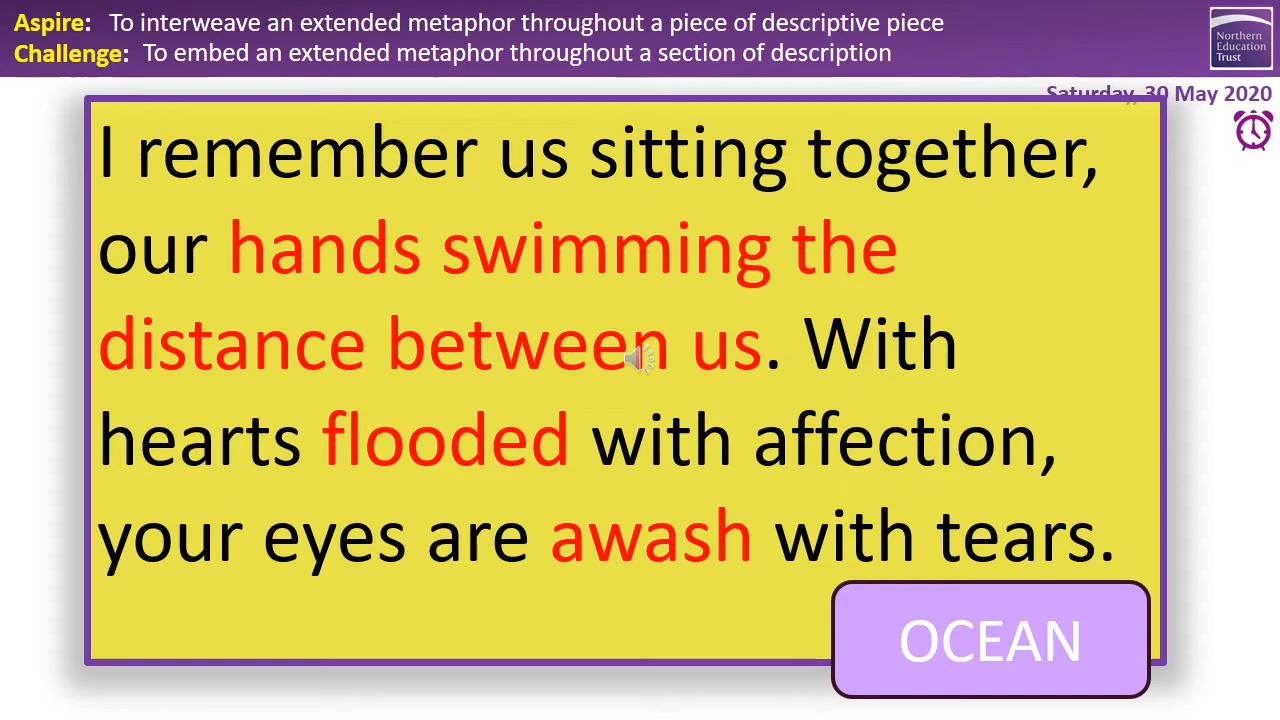 Aspire: To interweave an extended metaphor throughout a piece of descriptive piece
Challenge: To embed an extended metaphor throughout a section of description
Northern
Education
Trust
Saturday, 30 May 2020
I remember us sitting together,
our hands swimming the
distance between us. With
hearts flooded with affection,
your eyes are awash with tears.
OCEAN